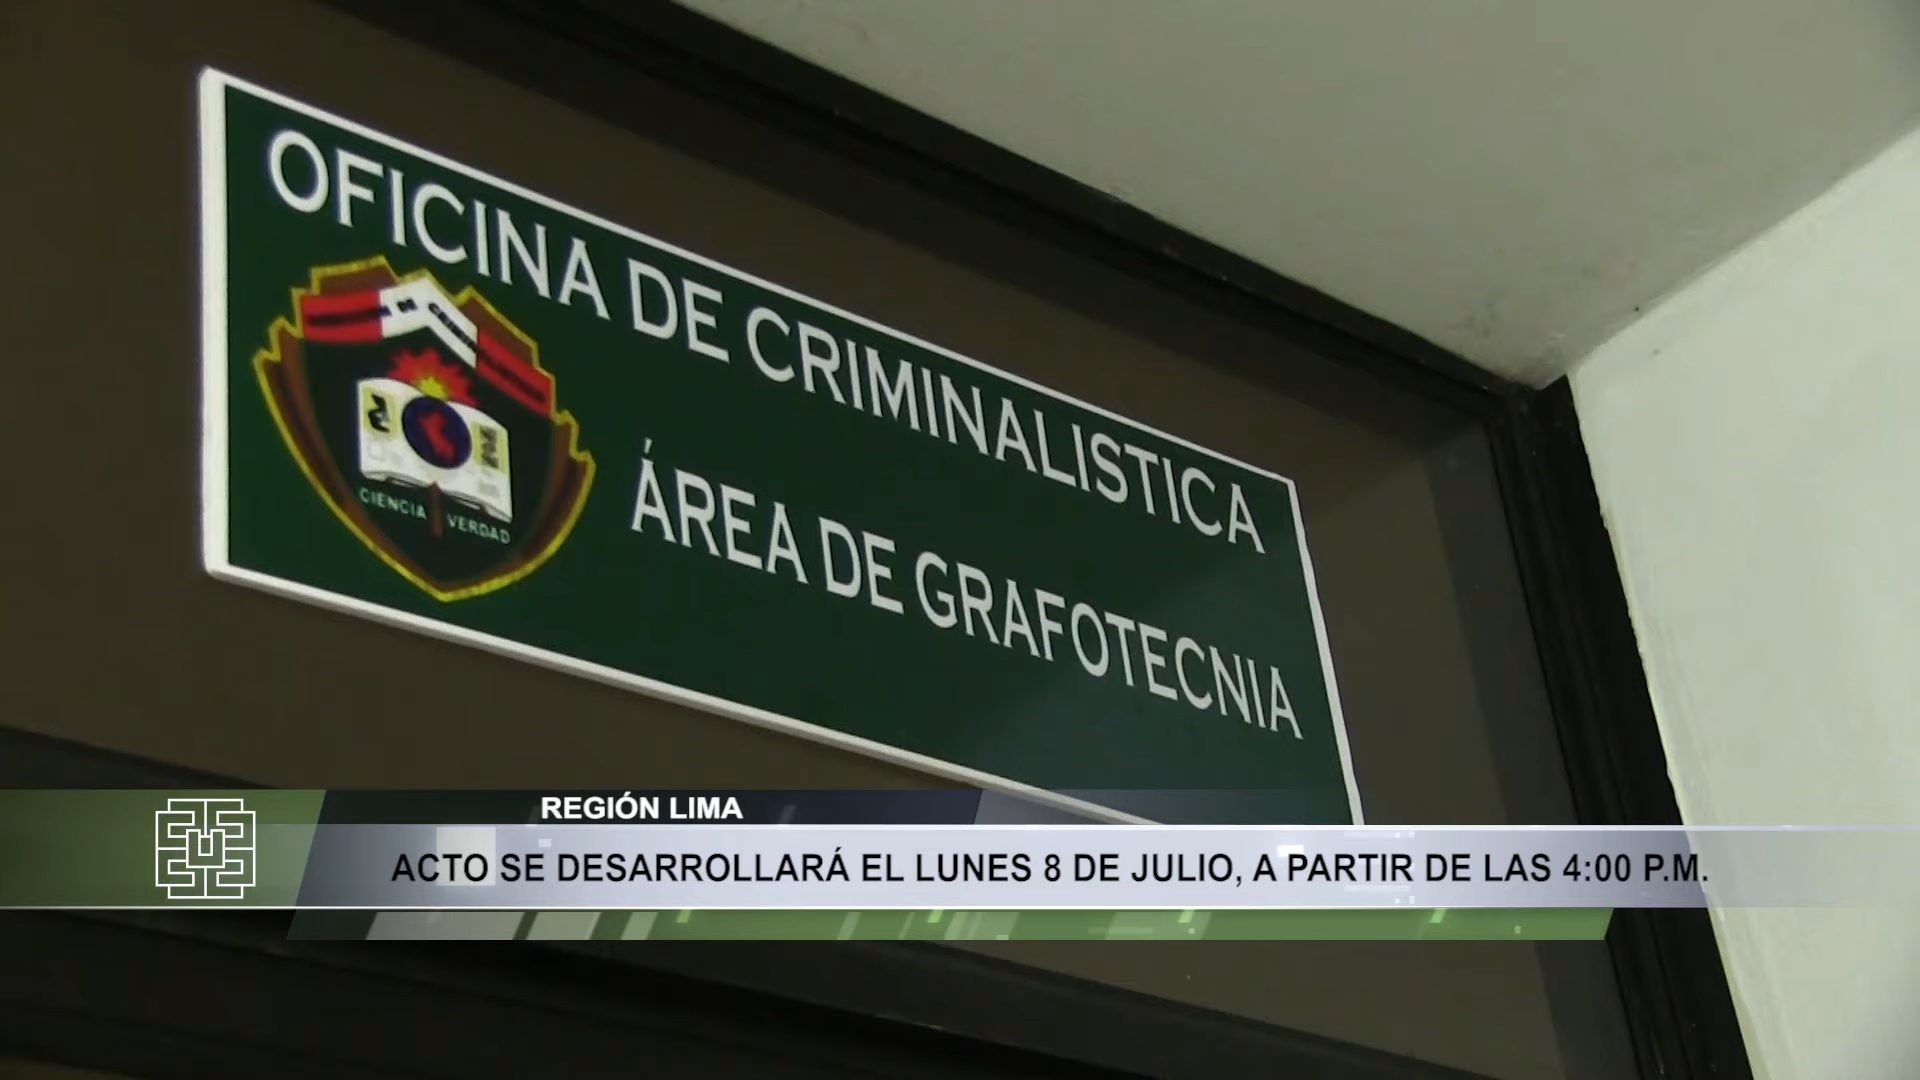 OFICINA DE CRIMINALISTICA
CIENCIA VERDAD
ÁREA DE GRAFOTECNIA
REGIÓN LIMA
ACTO SE DESARROLLARÁ EL LUNES 8 DE JULIO, A PARTIR DE LAS 4:00 P.M.